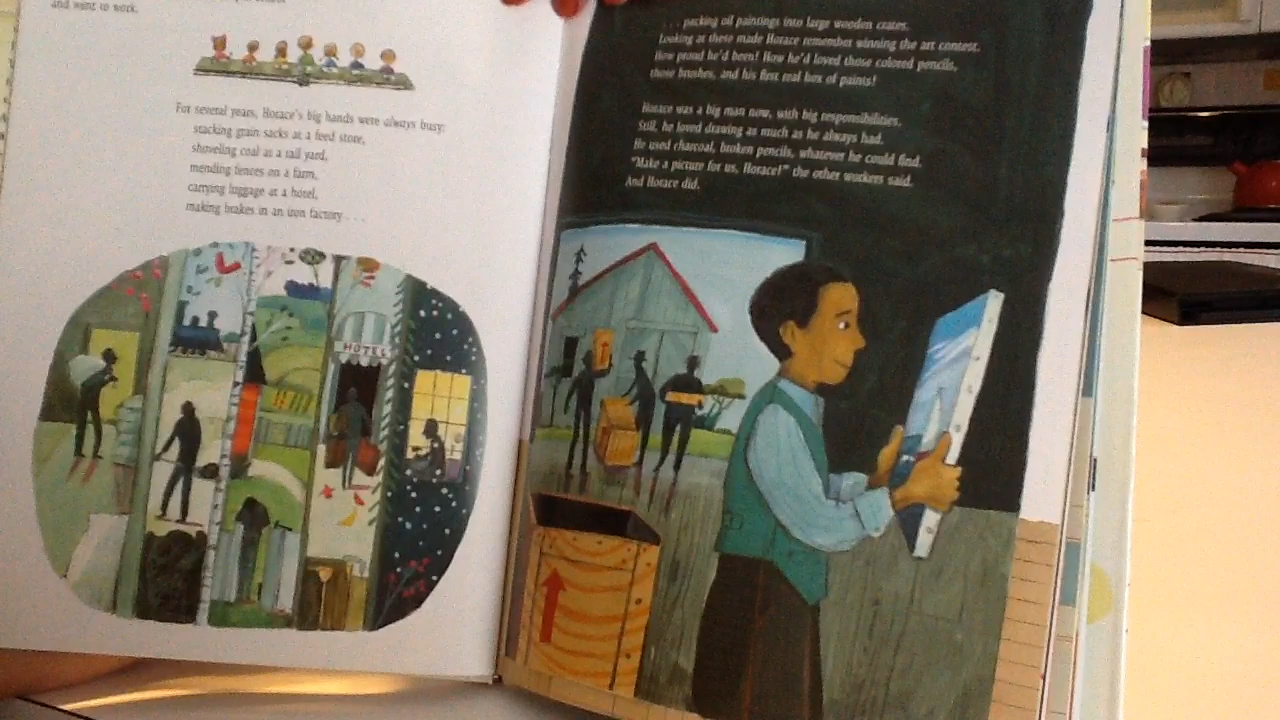 and went to work.
For several years, Horace's big hands were always busy:
stacking grain sacks at a feed store,
shoveling coal at a rail yard,
mending fences on a farm,
carrying luggage at a hotel,
making brakes in an iron factory . . .
HOTEL
. . . packing oil paintings into large wooden crates.
Looking at these made Horace remember winning the art contest.
How proud he'd been! How he'd loved those colored pencils,
those brushes, and his first real box of paints!
Horace was a big man now, with big responsibilities.
Still, he loved drawing as much as he always had.
He used charcoal, broken pencils, whatever he could find.
"Make a picture for us, Horace!" the other workers said.
And Horace did.